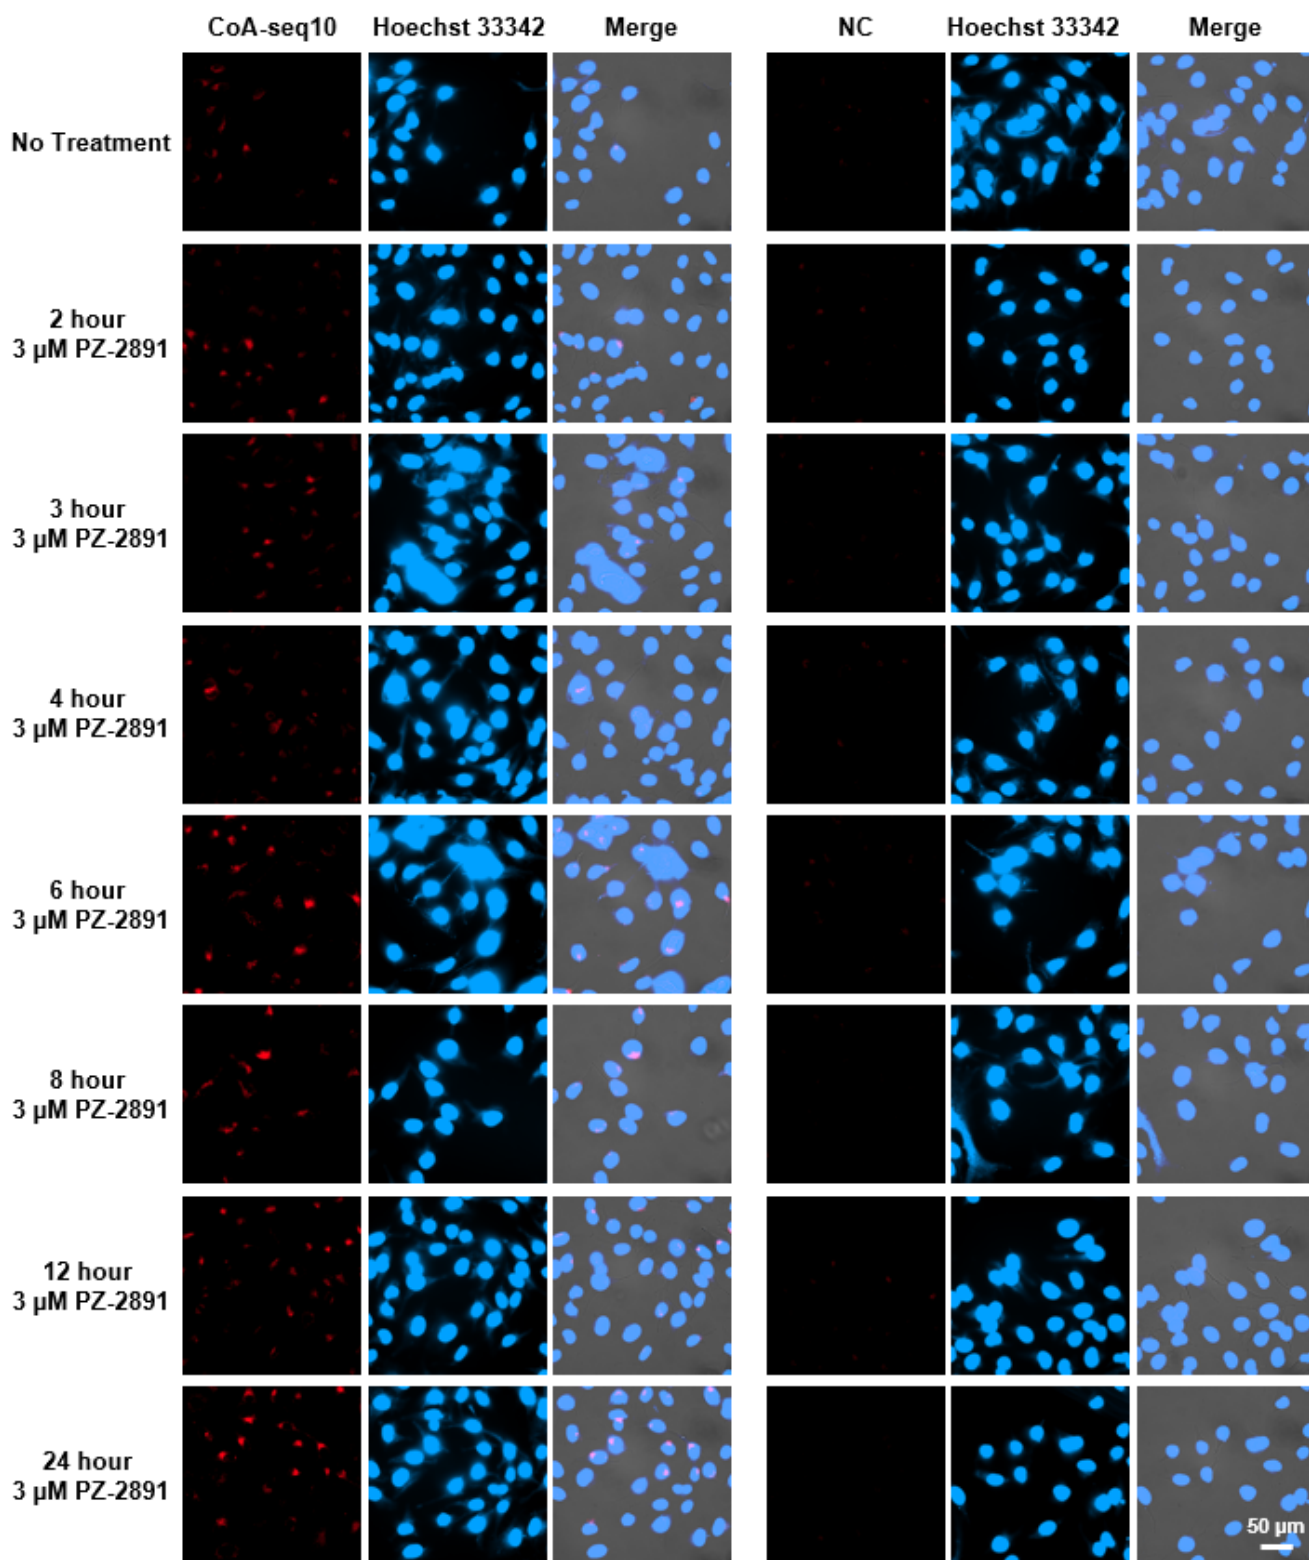 CoA-seq10 Hoechst 33342 Merge NC Hoechst 33342 Merge
No Treatment
2 hour
3 µM PZ-2891
3 hour
3 µM PZ-2891
4 hour
3 µM PZ-2891
6 hour
3 µM PZ-2891
8 hour
3 µM PZ-2891
12 hour
3 µM PZ-2891
24 hour
3 µM PZ-2891
50 µm